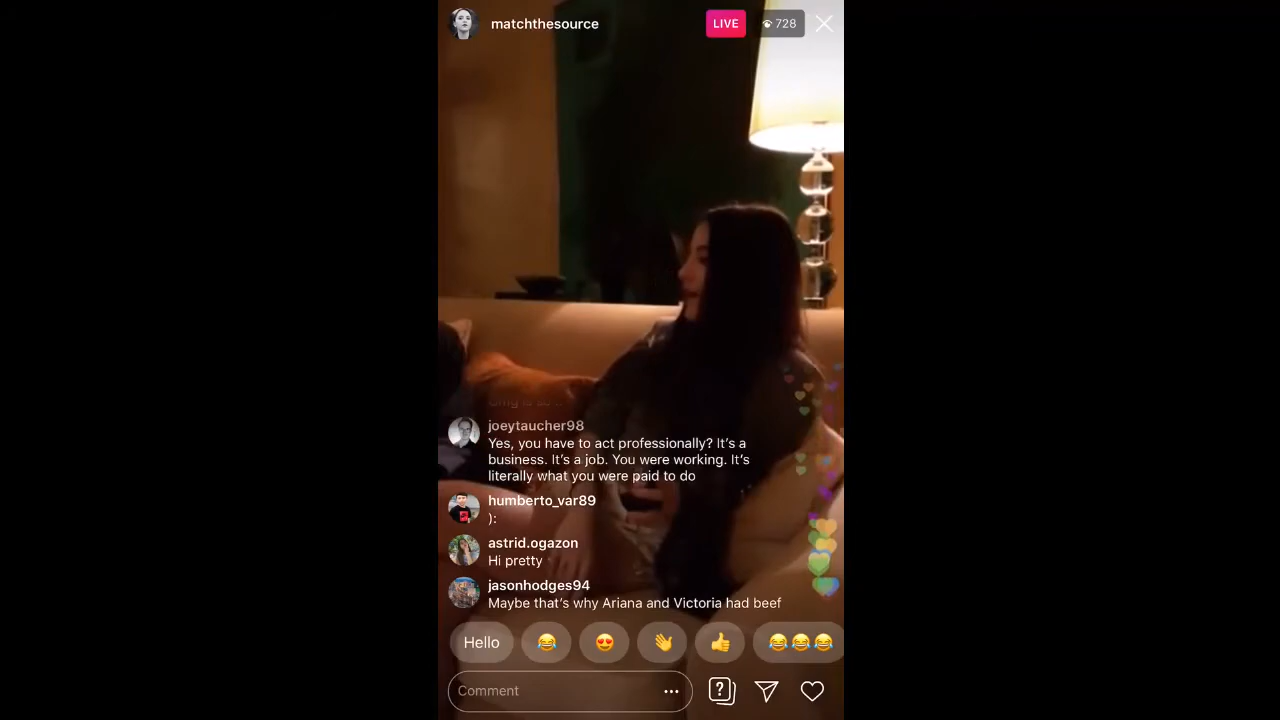 matchthesource
LIVE
728
joeytaucher98
Yes, you have to act professionally? It's a
business. It's a job. You were working. It's
literally what you were paid to do
humberto_var89
):
astrid.ogazon
Hi pretty
jasonhodges94
Maybe that's why Ariana and Victoria had beef
Hello
Comment